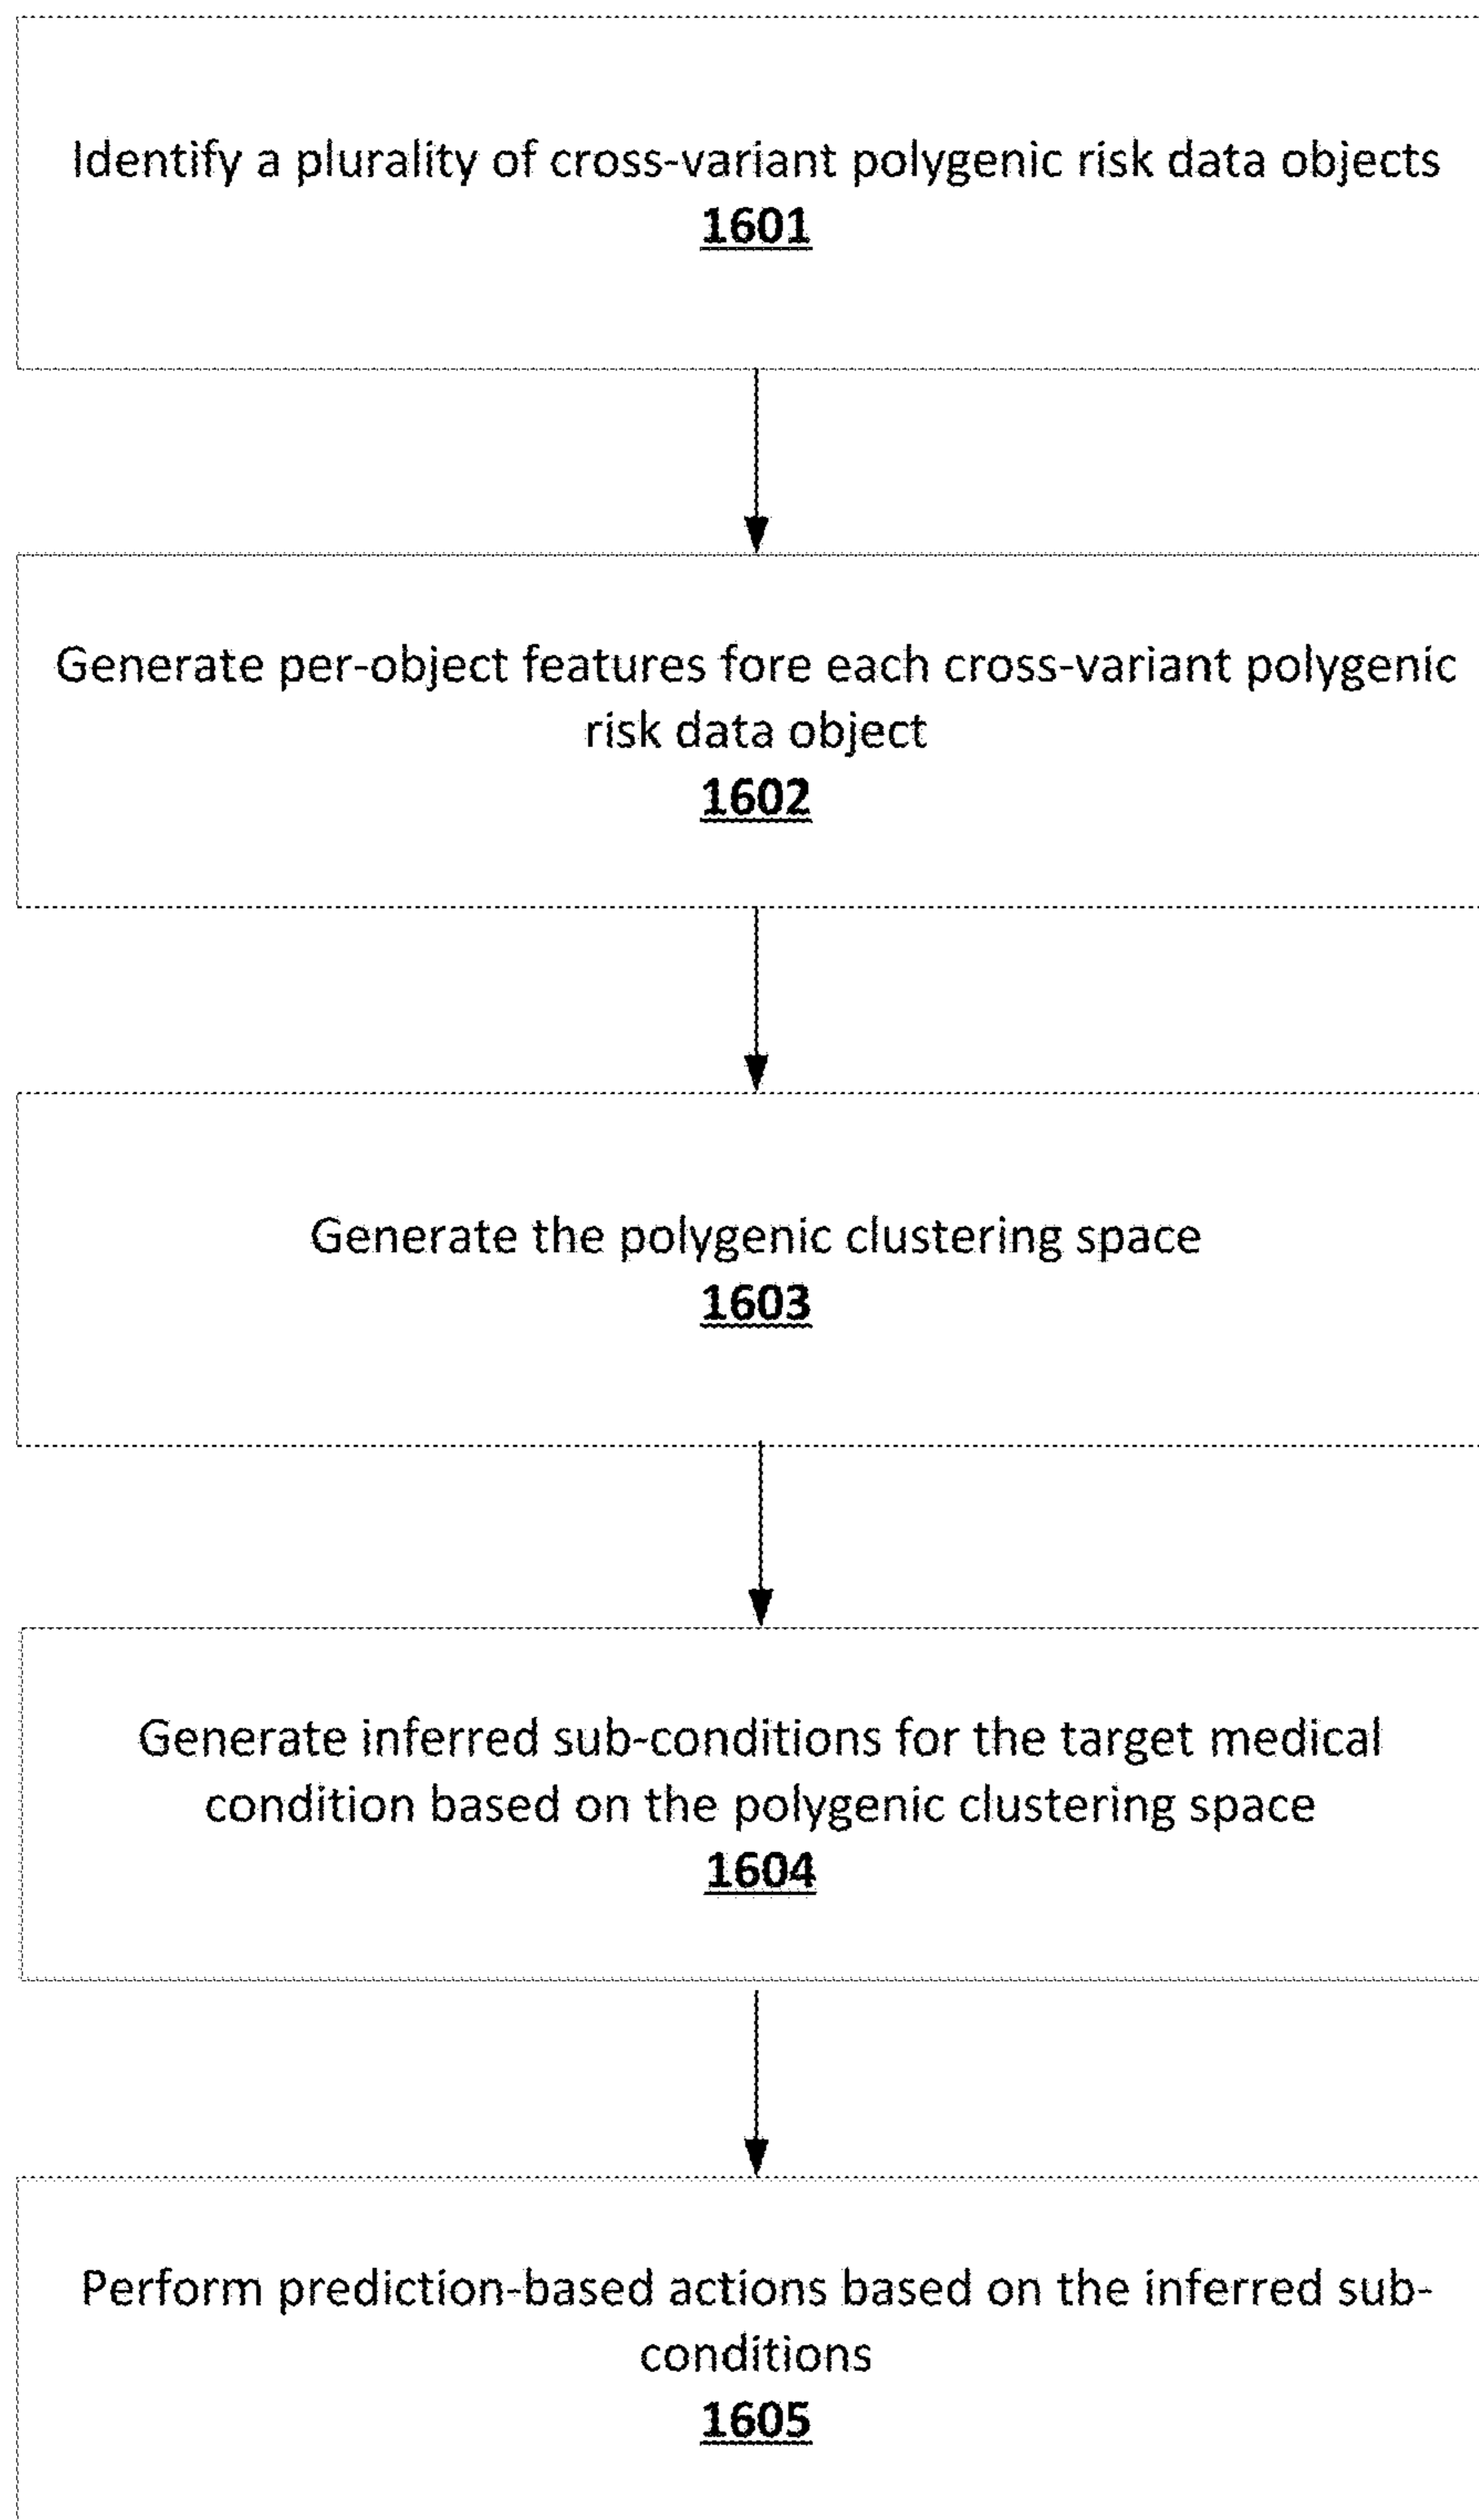 Identify a plurality of cross-variant polygenic risk data objects
1601
Generate per-object features fore each cross-variant polygenic
risk data object
1602
Generate the polygenic clustering space
1603
Generate inferred sub-conditions for the target medical
condition based on the polygenic clustering space
1604
Perform prediction-based actions based on the inferred sub-
conditions
1605